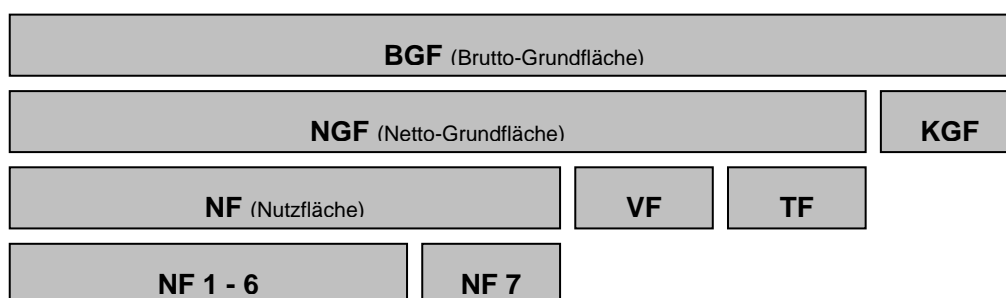 BGF (Brutto-Grundfläche)
NGF (Netto-Grundfläche) KGF
NF (Nutzfläche) VF TF
NF 1 - 6 NF 7